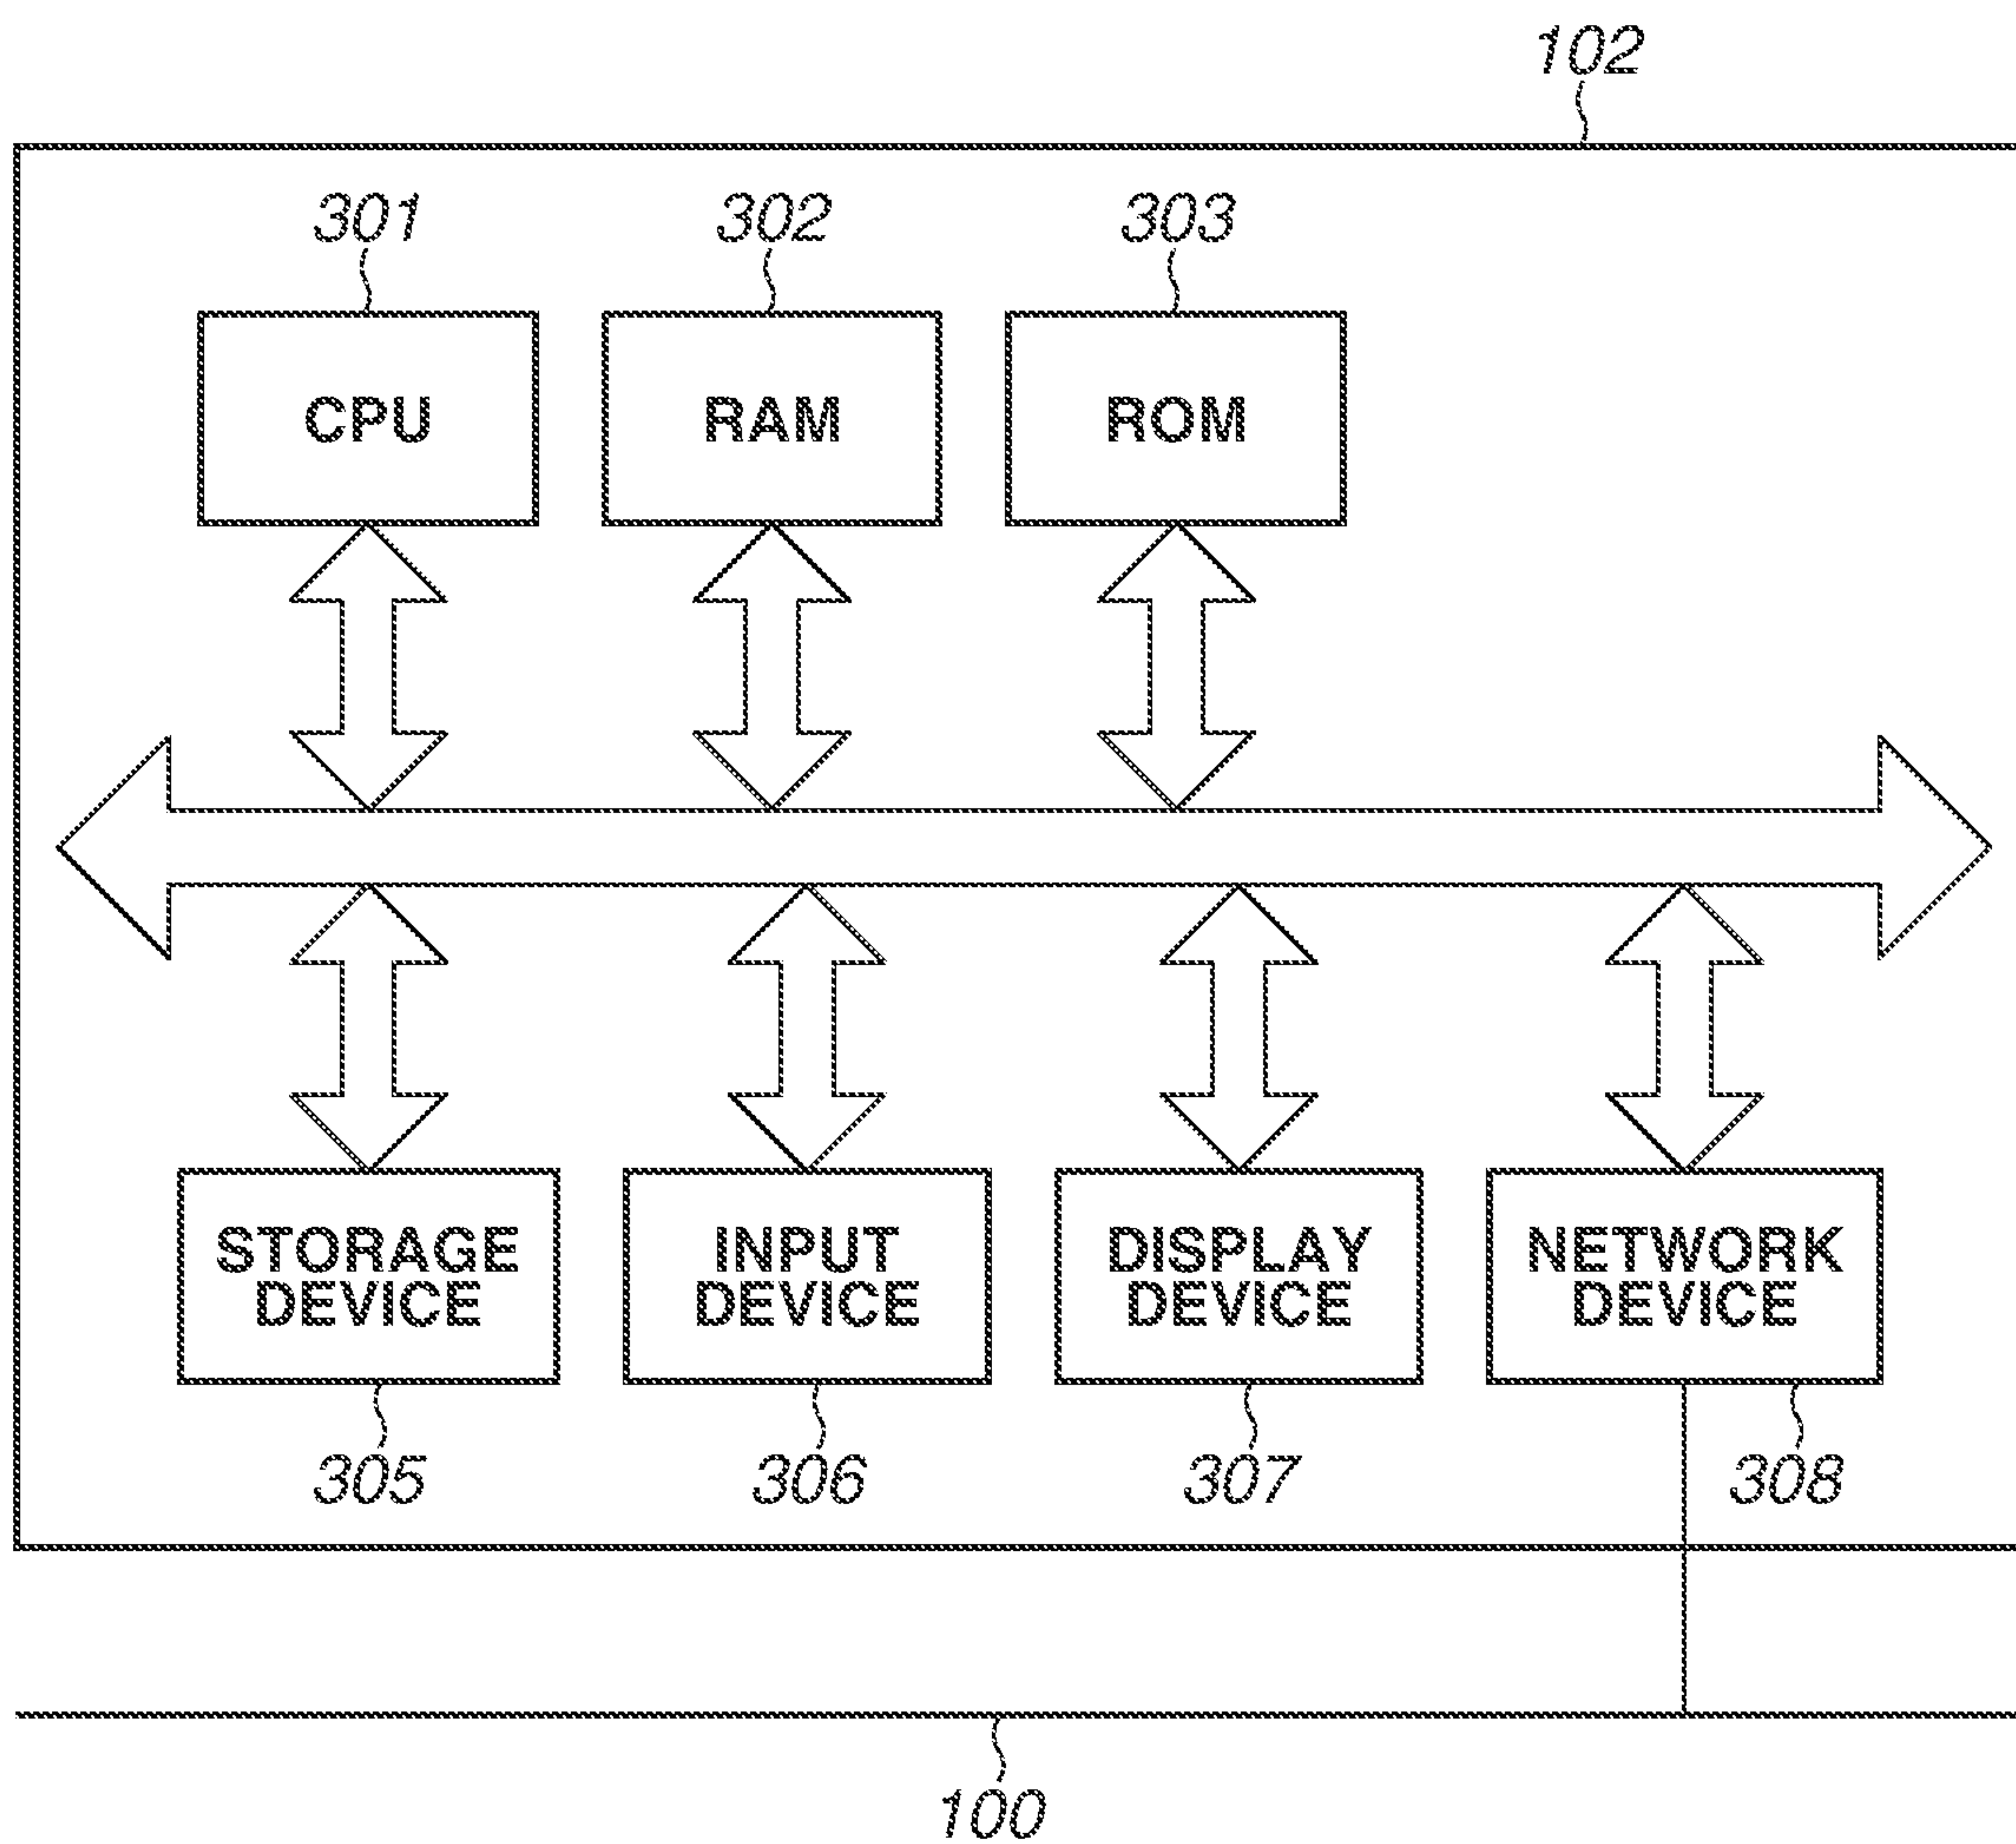 102
301
302
303
CPU
RAM
ROM
STORAGE
DEVICE
INPUT
DEVICE
DISPLAY
DEVICE
NETWORK
DEVICE
305
306
307
308
100